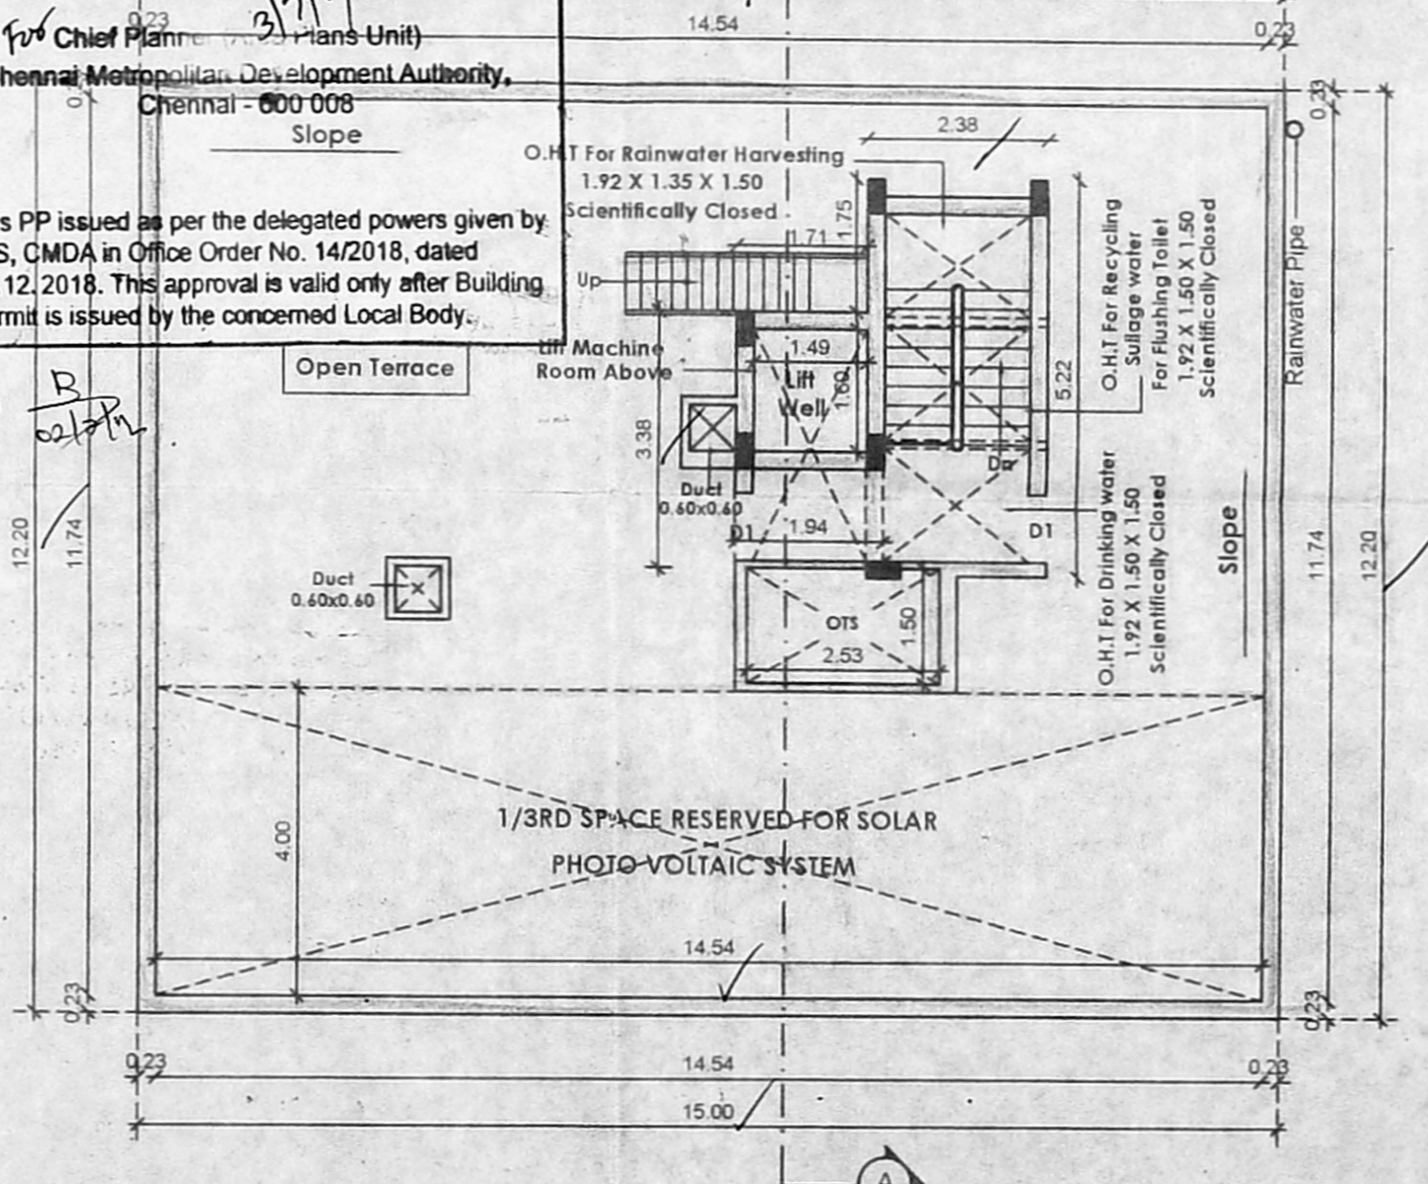 0.23
14.54
0.23
For Chief Planner Plans Unit)
hennai Metropolitan Development Authority,
Chennai - 600 008
Slope
s PP issued as per the delegated powers given by
S, CMDA in Office Order No. 14/2018, dated
12.2018. This approval is valid only after Building
rmit is issued by the concerned Local Body.
2.38
0.23
O.H.T For Rainwater Harvesting
1.92 X 1.35 X 1.50
Scientifically Closed
1.71
1.75
Up
Lift Machine
Room Above
1.49
Lift
Well
1.60
Open Terrace
3.38
5.22
O.H.T For Recycling
Sullage water
For Flushing Toilet
1.92 X 1.50 X 1.50
Scientifically Closed
Rainwater Pipe
Duct
0.60x0.60
D1
1.94
Dn
D1
O.H.T For Drinking water
1.92 X 1.50 X 1.50
Scientifically Closed
Slope
12.20
11.74
11.74
12.20
Duct
0.60x0.60
OTS
1.50
2.53
4.00
1/3RD SPACE RESERVED FOR SOLAR
PHOTO VOLTAIC SYSTEM
14.54
0.23
0.23
0.23
14.54
0.23
15.00
A